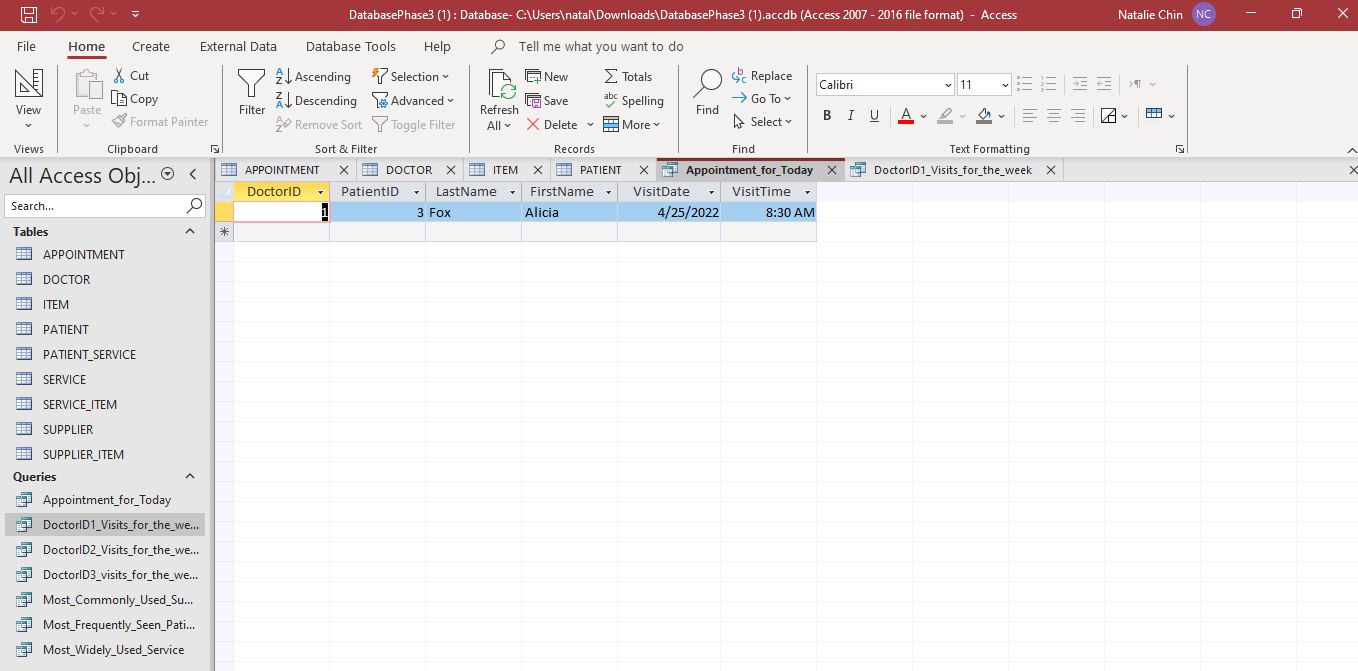 DatabasePhase3 (1) : Database- C:\Users\natal\Downloads\DatabasePhase3 (1).accdb (Access 2007 - 2016 file format) - Access
Natalie Chin NC
File Home Create External Data Database Tools Help Tell me what you want to do
View
Views
Paste
Cut
Copy
Format Painter
Clipboard
Filter
Ascending
Descending
Remove Sort
Selection
Advanced
Toggle Filter
Sort & Filter
Refresh
All
New
Save
Delete
Totals
Spelling
More
Records
Find
Replace
Go To
Select
Find
Calibri 11
B I U A
Text Formatting
All Access Obj...
Search...
Tables
APPOINTMENT
DOCTOR
ITEM
PATIENT
PATIENT_SERVICE
SERVICE
SERVICE_ITEM
SUPPLIER
SUPPLIER_ITEM
Queries
Appointment_for_Today
DoctorID1_Visits_for_the_we...
DoctorID2_Visits_for_the_we...
DoctorID3_visits_for_the_we...
Most_Commonly_Used_Su...
Most_Frequently_Seen_Pati...
Most_Widely_Used_Service
APPOINTMENT DOCTOR ITEM PATIENT Appointment_for_Today DoctorID1_Visits_for_the_week
DoctorID PatientID LastName FirstName VisitDate VisitTime
1 3 Fox Alicia 4/25/2022 8:30 AM